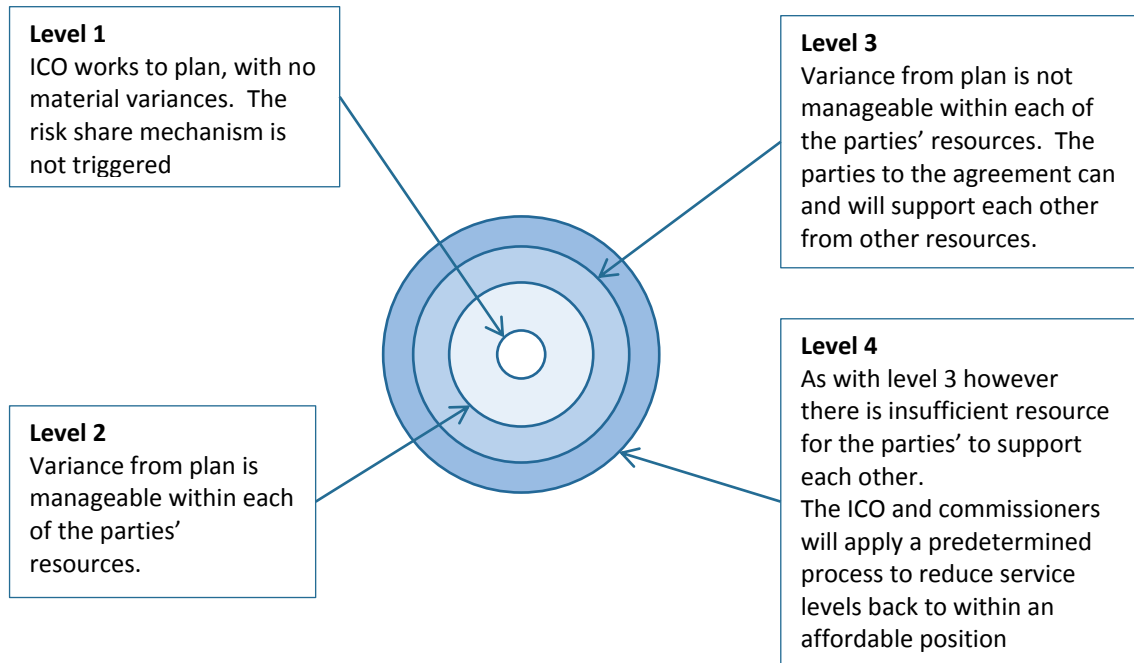 Level 1
ICO works to plan, with no
material variances.  The
risk share mechanism is
not triggered
Level 2
Variance from plan is
manageable within each
of the parties’
resources.
Level 3
Variance from plan is not
manageable within each of
the parties’ resources.  The
parties to the agreement can
and will support each other
from other resources.
Level 4
As with level 3 however
there is insufficient resource
for the parties’ to support
each other.
The ICO and commissioners
will apply a predetermined
process to reduce service
levels back to within an
affordable position